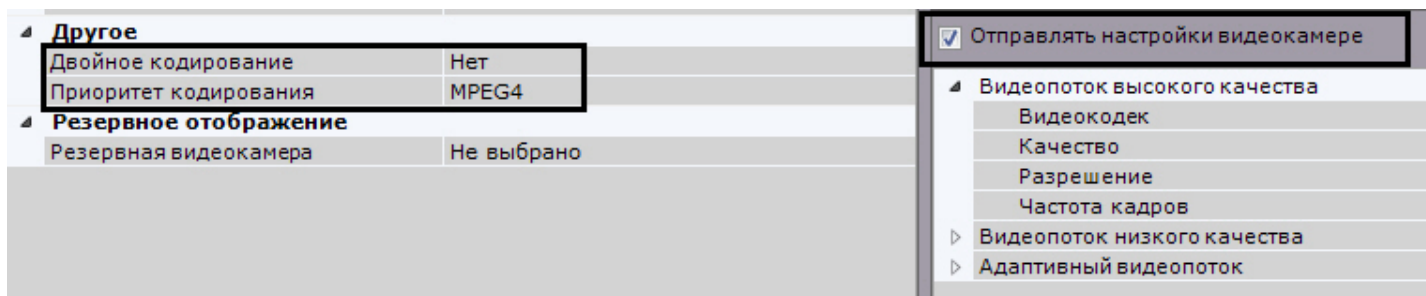 Другое
Двойное кодирование Нет
Приоритет кодирования MPEG4
Резервное отображение
Резервная видеокамера Не выбрано
Отправлять настройки видеокамере
Видеопоток высокого качества
Видеокодек
Качество
Разрешение
Частота кадров
Видеопоток низкого качества
Адаптивный видеопоток